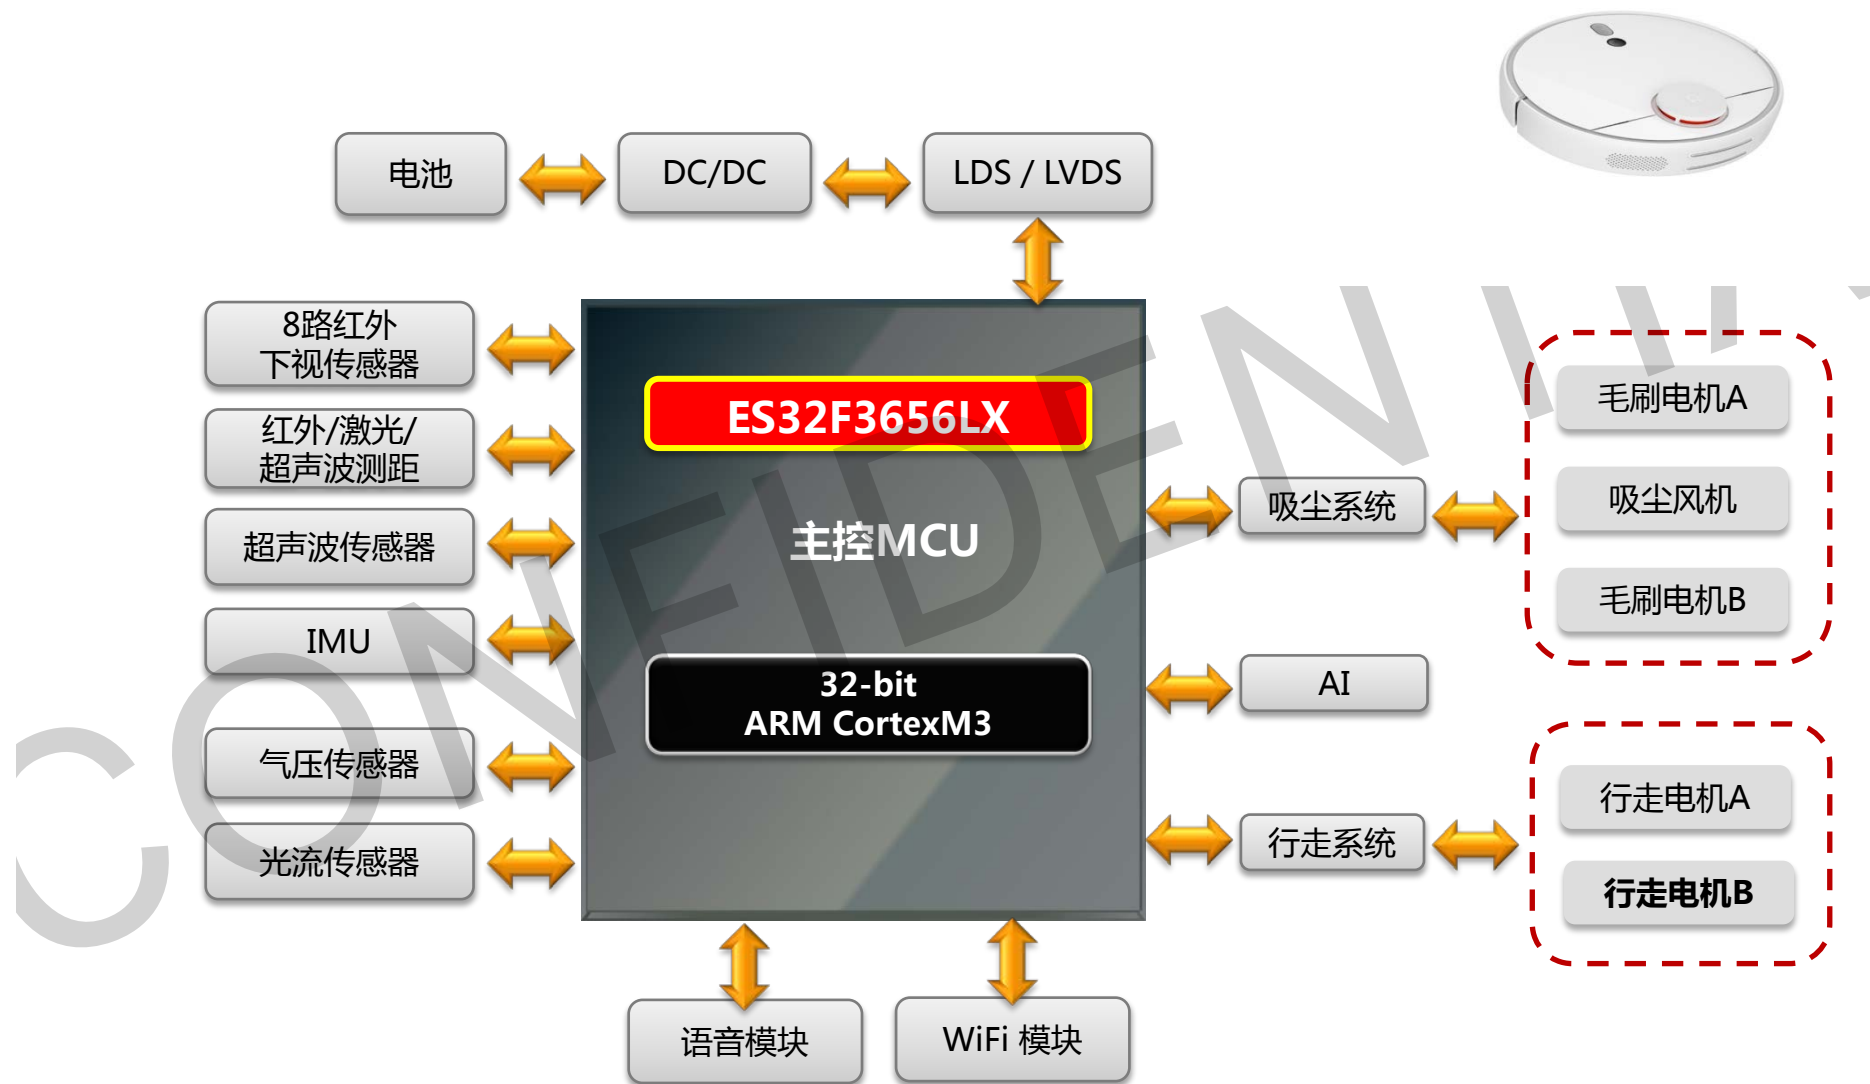 电池
DC/DC
LDS / LVDS
8路红外
下视传感器
红外/激光/
超声波测距
超声波传感器
IMU
气压传感器
光流传感器
ES32F3656LX
主控MCU
32-bit
ARM CortexM3
吸尘系统
AI
行走系统
毛刷电机A
吸尘风机
毛刷电机B
行走电机A
行走电机B
语音模块
WiFi 模块
CONFIDENTIA